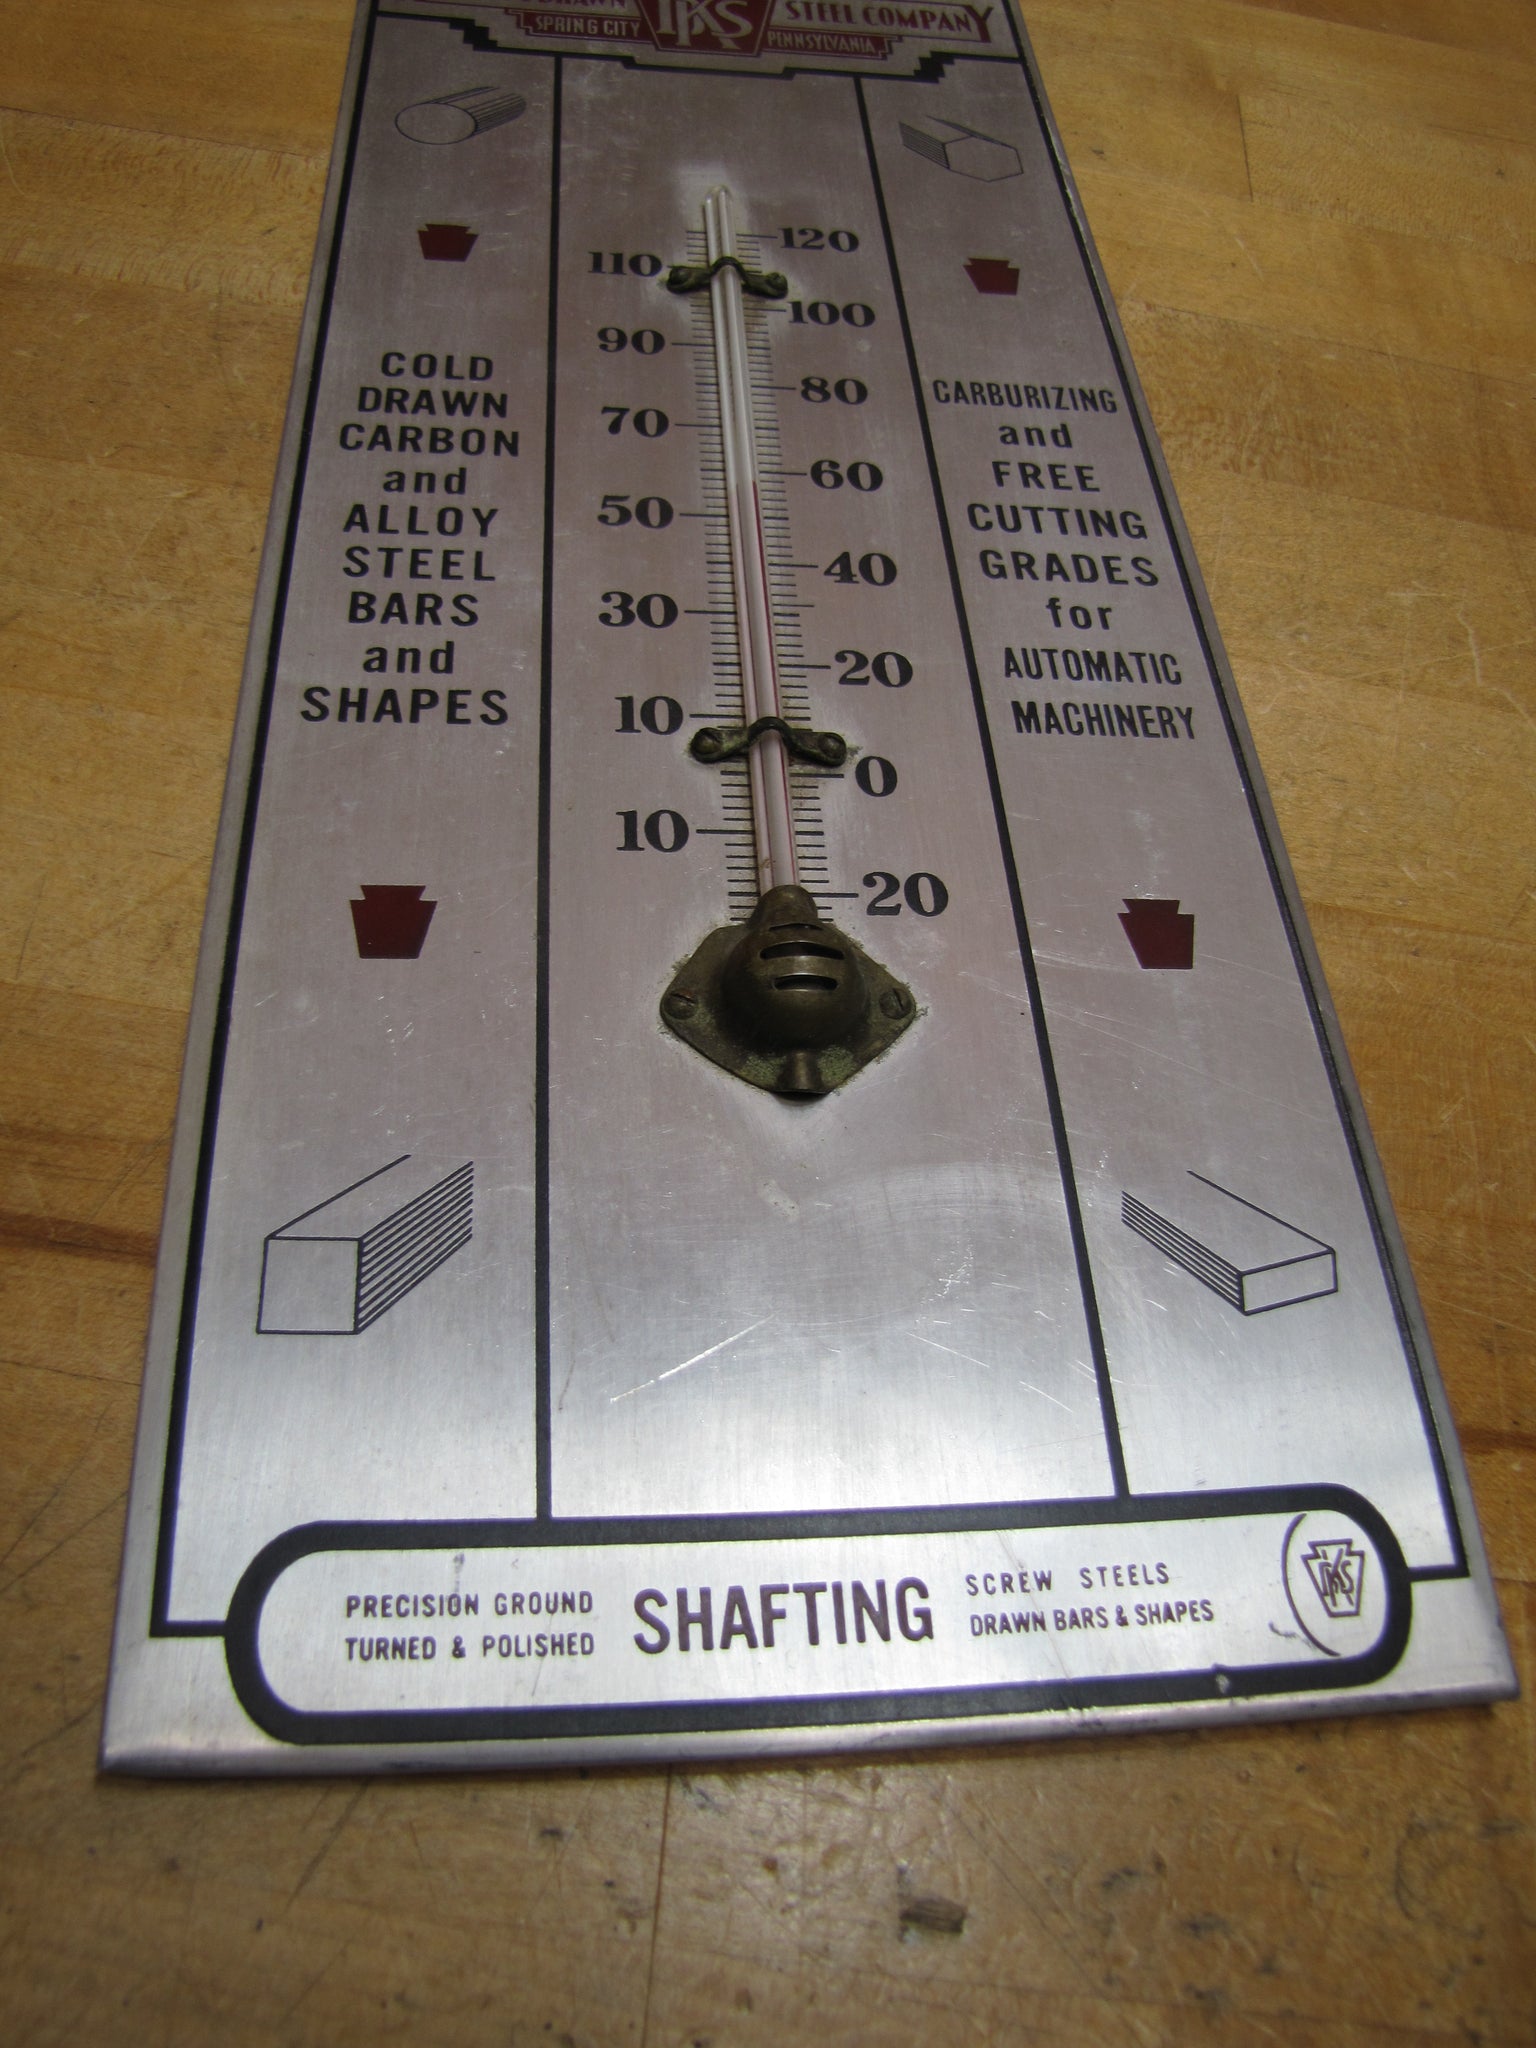 DRAWN PKS STEEL COMPANY
SPRING CITY PENNSYLVANIA
120
110
100
90
80
70
60
50
40
30
20
10
0
10
20
COLD
DRAWN
CARBON
and
ALLOY
STEEL
BARS
and
SHAPES
CARBURIZING
and
FREE
CUTTING
GRADES
for
AUTOMATIC
MACHINERY
PRECISION GROUND
TURNED & POLISHED
SHAFTING
SCREW STEELS
DRAWN BARS & SHAPES
PKS